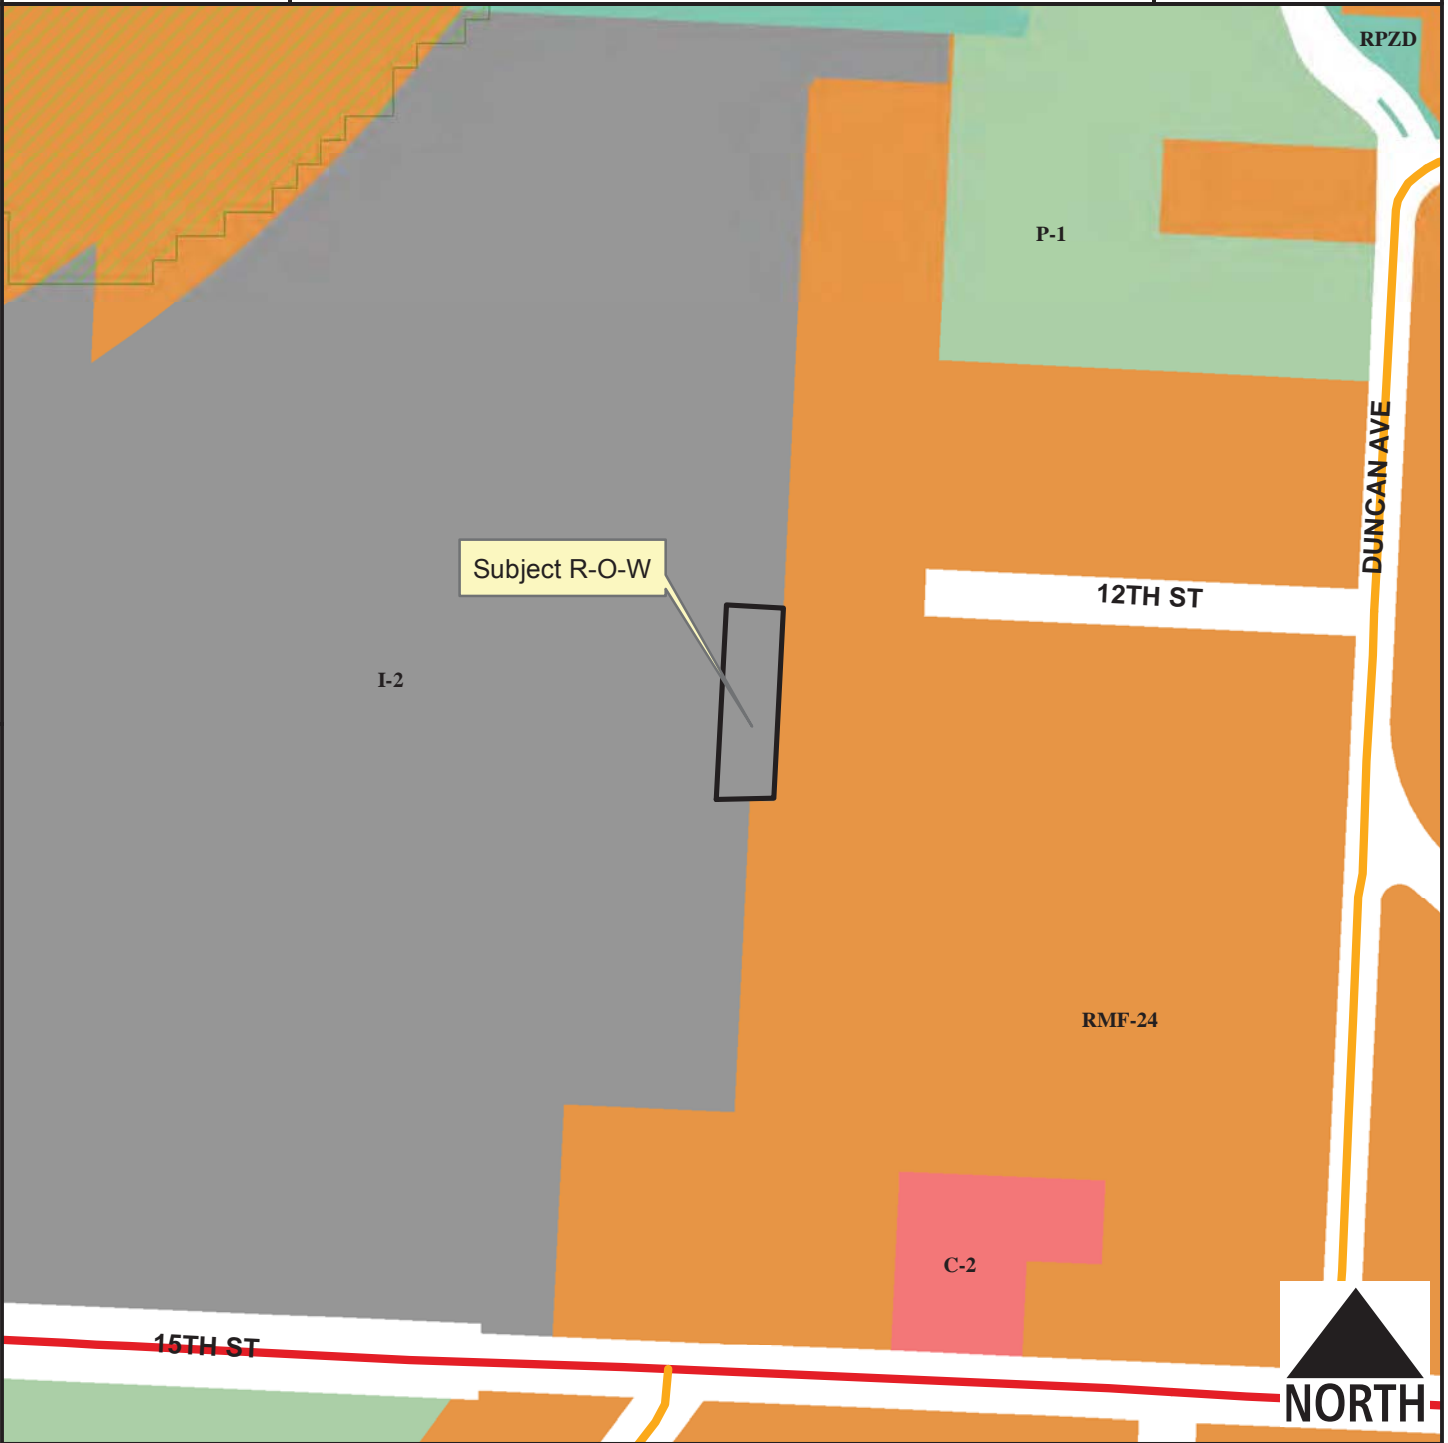 RPZD
P-1
DUNCAN AVE
Subject R-O-W
12TH ST
I-2
RMF-24
C-2
15TH ST
NORTH